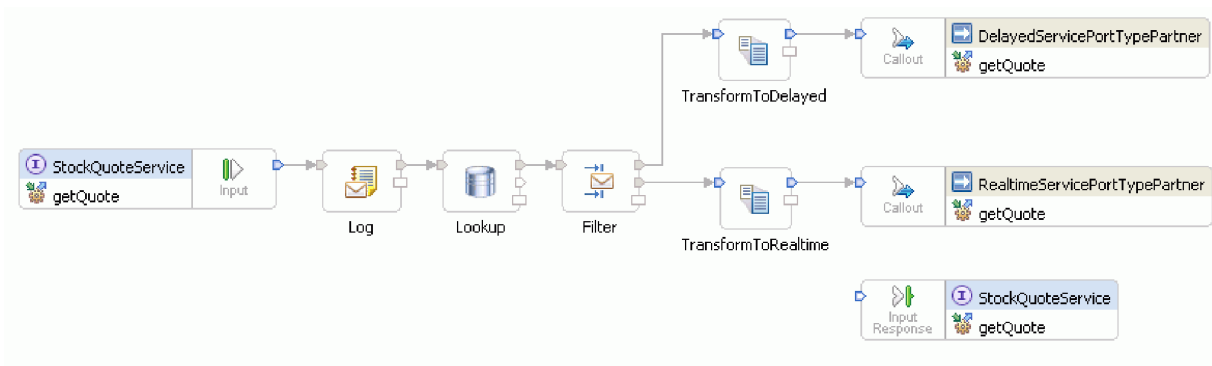 TransformToDelayed
Callout
DelayedServicePortTypePartner
getQuote
StockQuoteService
getQuote
Input
Log
Lookup
Filter
TransformToRealtime
Callout
RealtimeServicePortTypePartner
getQuote
Input
Response
StockQuoteService
getQuote